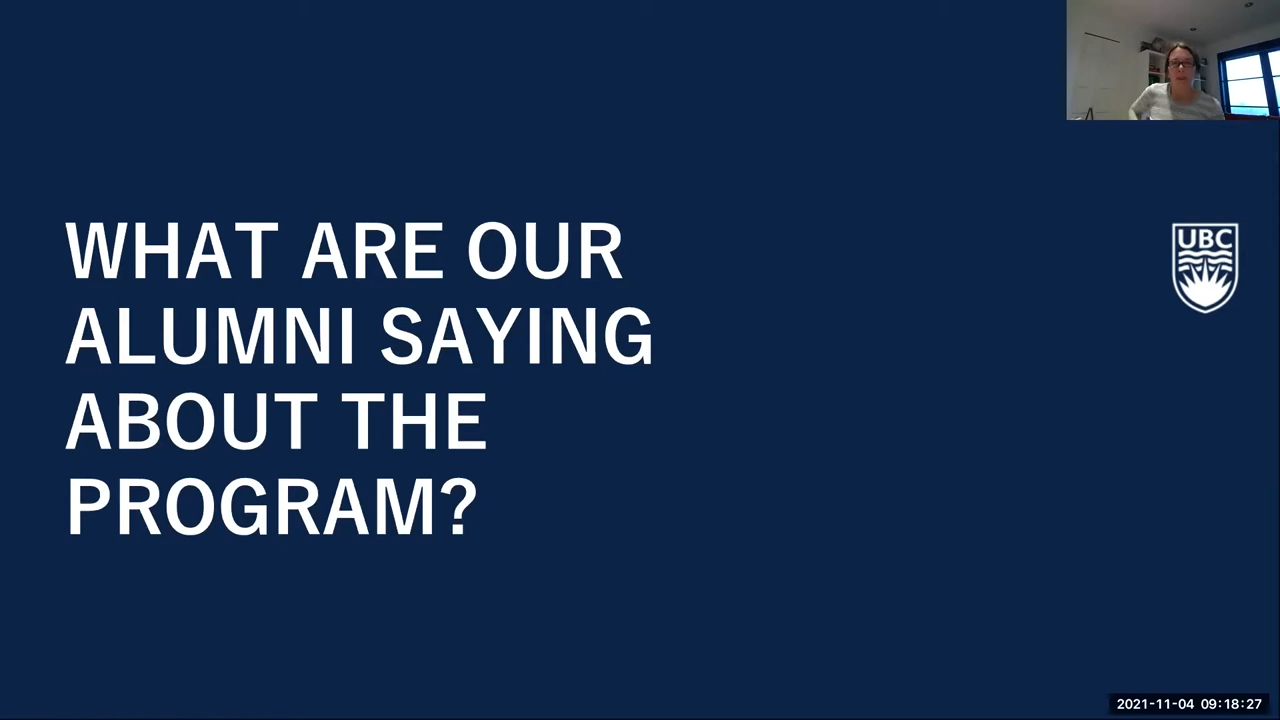 WHAT ARE OUR
ALUMNI SAYING
ABOUT THE
PROGRAM?
UBC
2021-11-04 09:18:27